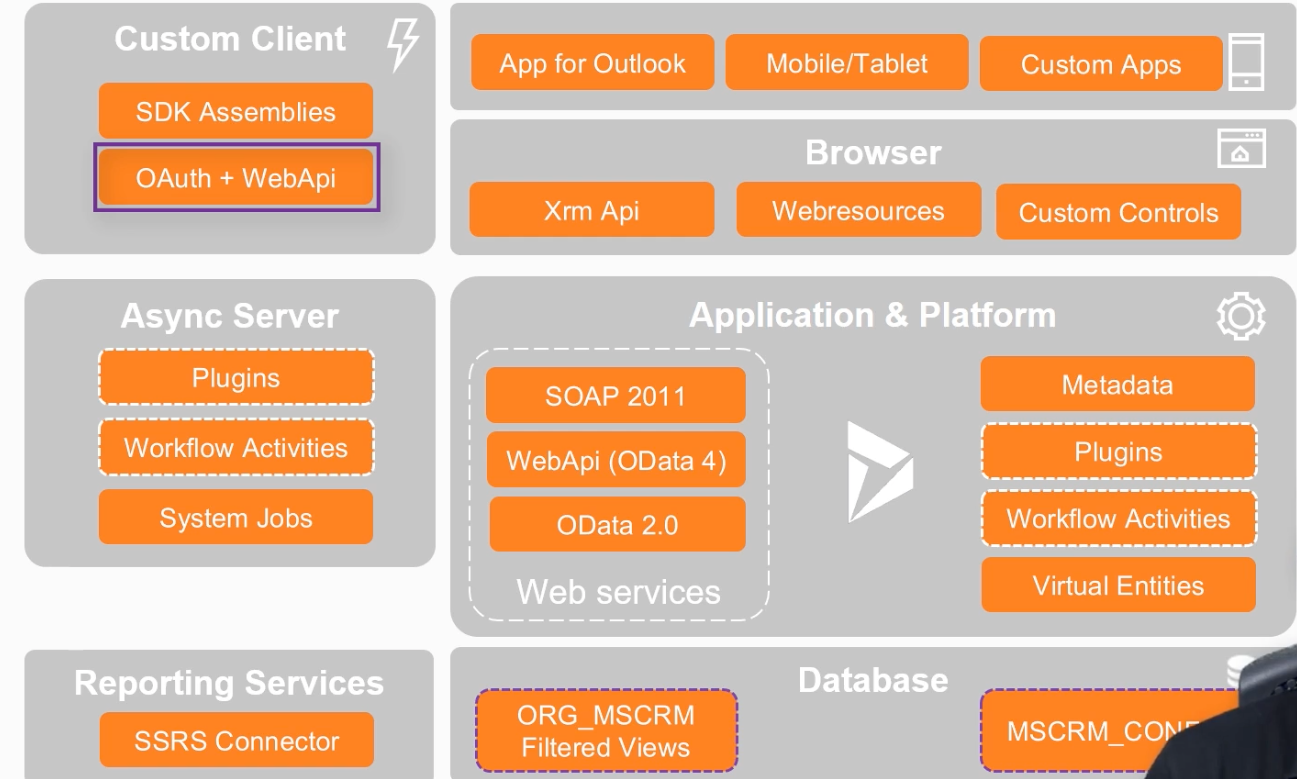 Custom Client
SDK Assemblies
OAuth + WebApi
App for Outlook
Mobile/Tablet
Custom Apps
Browser
Xrm Api
Webresources
Custom Controls
Async Server
Plugins
Workflow Activities
System Jobs
Application & Platform
SOAP 2011
WebApi (OData 4)
OData 2.0
Web services
Metadata
Plugins
Workflow Activities
Virtual Entities
Reporting Services
SSRS Connector
Database
ORG_MSCRM
Filtered Views